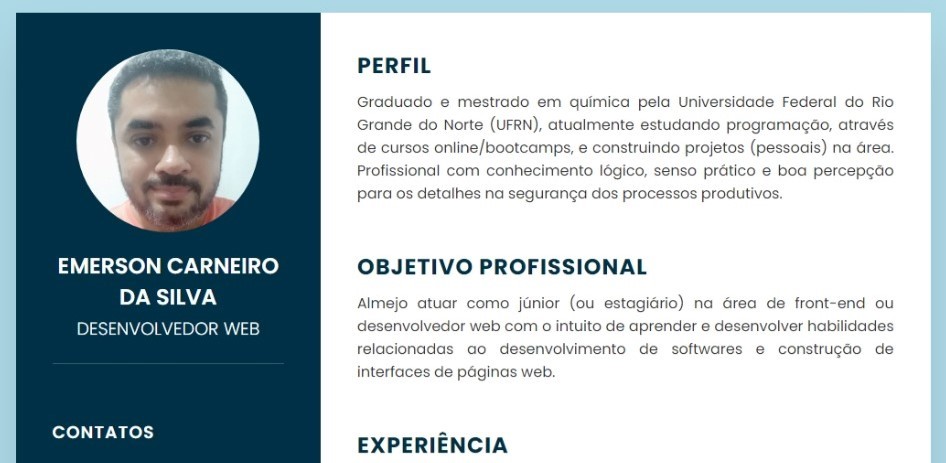 EMERSON CARNEIRO
DA SILVA
DESENVOLVEDOR WEB
CONTATOS
PERFIL
Graduado e mestrado em química pela Universidade Federal do Rio
Grande do Norte (UFRN), atualmente estudando programação, através
de cursos online/bootcamps, e construindo projetos (pessoais) na área.
Profissional com conhecimento lógico, senso prático e boa percepção
para os detalhes na segurança dos processos produtivos.
OBJETIVO PROFISSIONAL
Almejo atuar como júnior (ou estagiário) na área de front-end ou
desenvolvedor web com o intuito de aprender e desenvolver habilidades
relacionadas ao desenvolvimento de softwares e construção de
interfaces de páginas web.
EXPERIÊNCIA